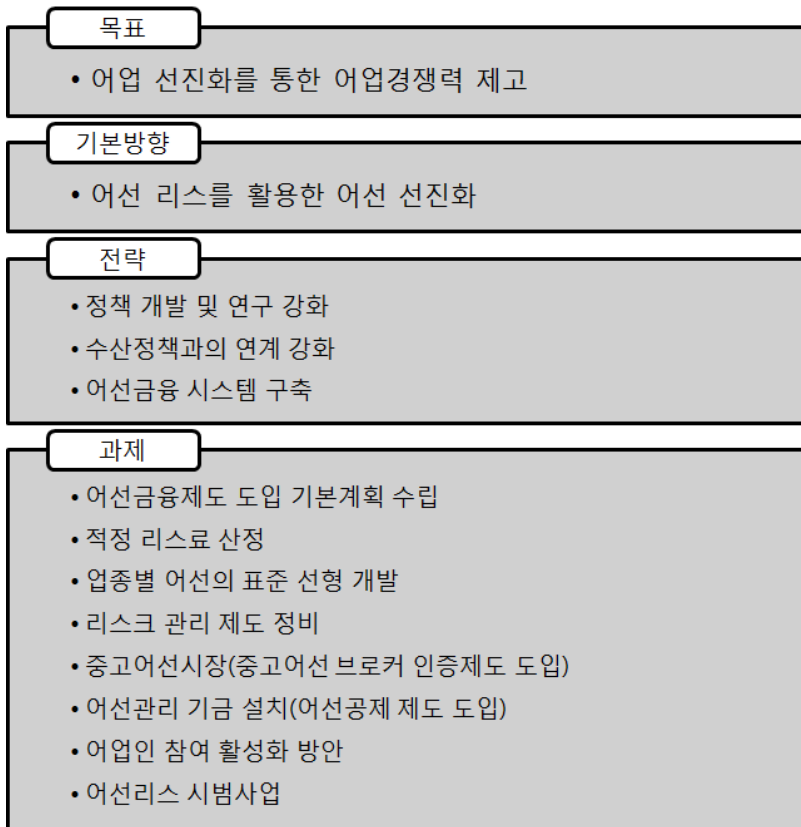 목표
• 어업 선진화를 통한 어업경쟁력 제고
기본방향
• 어선 리스를 활용한 어선 선진화
전략
• 정책 개발 및 연구 강화
• 수산정책과의 연계 강화
• 어선금융 시스템 구축
과제
• 어선금융제도 도입 기본계획 수립
• 적정 리스료 산정
• 업종별 어선의 표준 선형 개발
• 리스크 관리 제도 정비
• 중고어선시장(중고어선 브로커 인증제도 도입)
• 어선관리 기금 설치(어선공제 제도 도입)
• 어업인 참여 활성화 방안
• 어선리스 시범사업